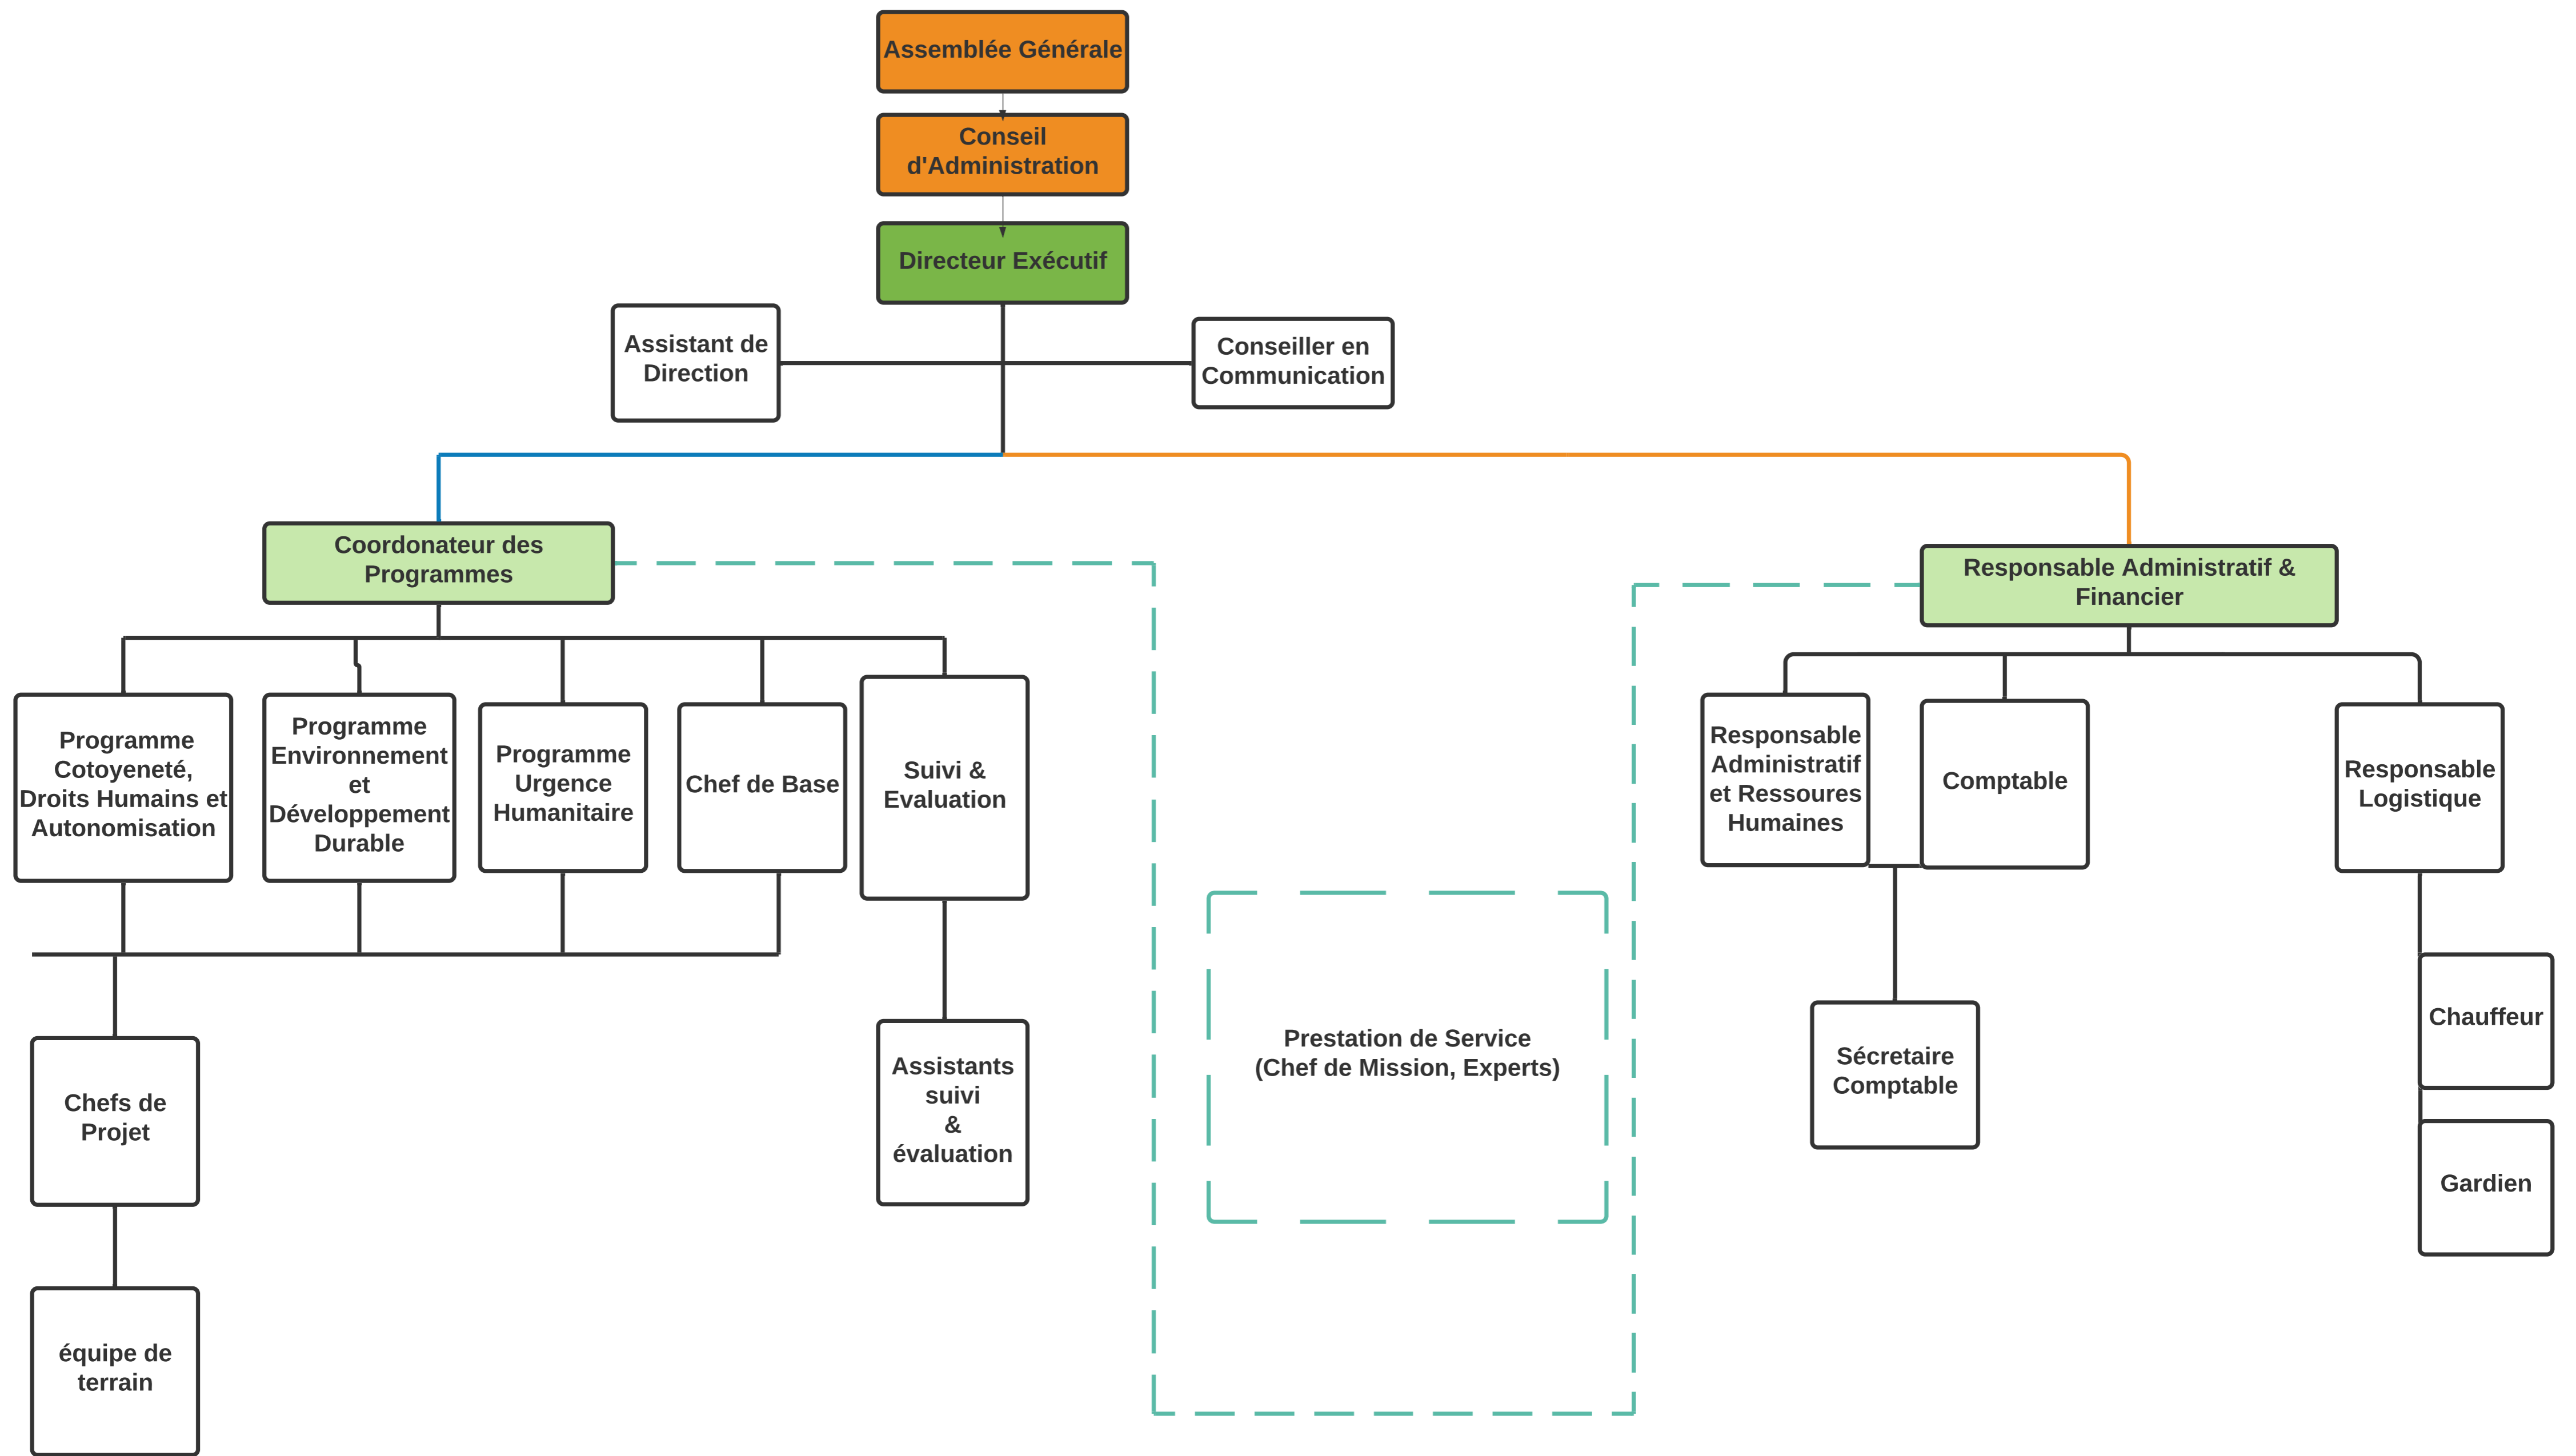 Assemblée Générale
Conseil
d'Administration
Directeur Exécutif
Assistant de
Direction
Conseiller en
Communication
Coordonateur des
Programmes
Responsable Administratif &
Financier
Programme
Cotoyeneté,
Droits Humains et
Autonomisation
Programme
Environnement
et
Développement
Durable
Programme
Urgence
Humanitaire
Chef de Base
Suivi &
Evaluation
Responsable
Administratif
et Ressoures
Humaines
Comptable
Responsable
Logistique
Chefs de
Projet
Assistants
suivi
&
évaluation
Prestation de Service
(Chef de Mission, Experts)
Sécretaire
Comptable
Chauffeur
Gardien
équipe de
terrain